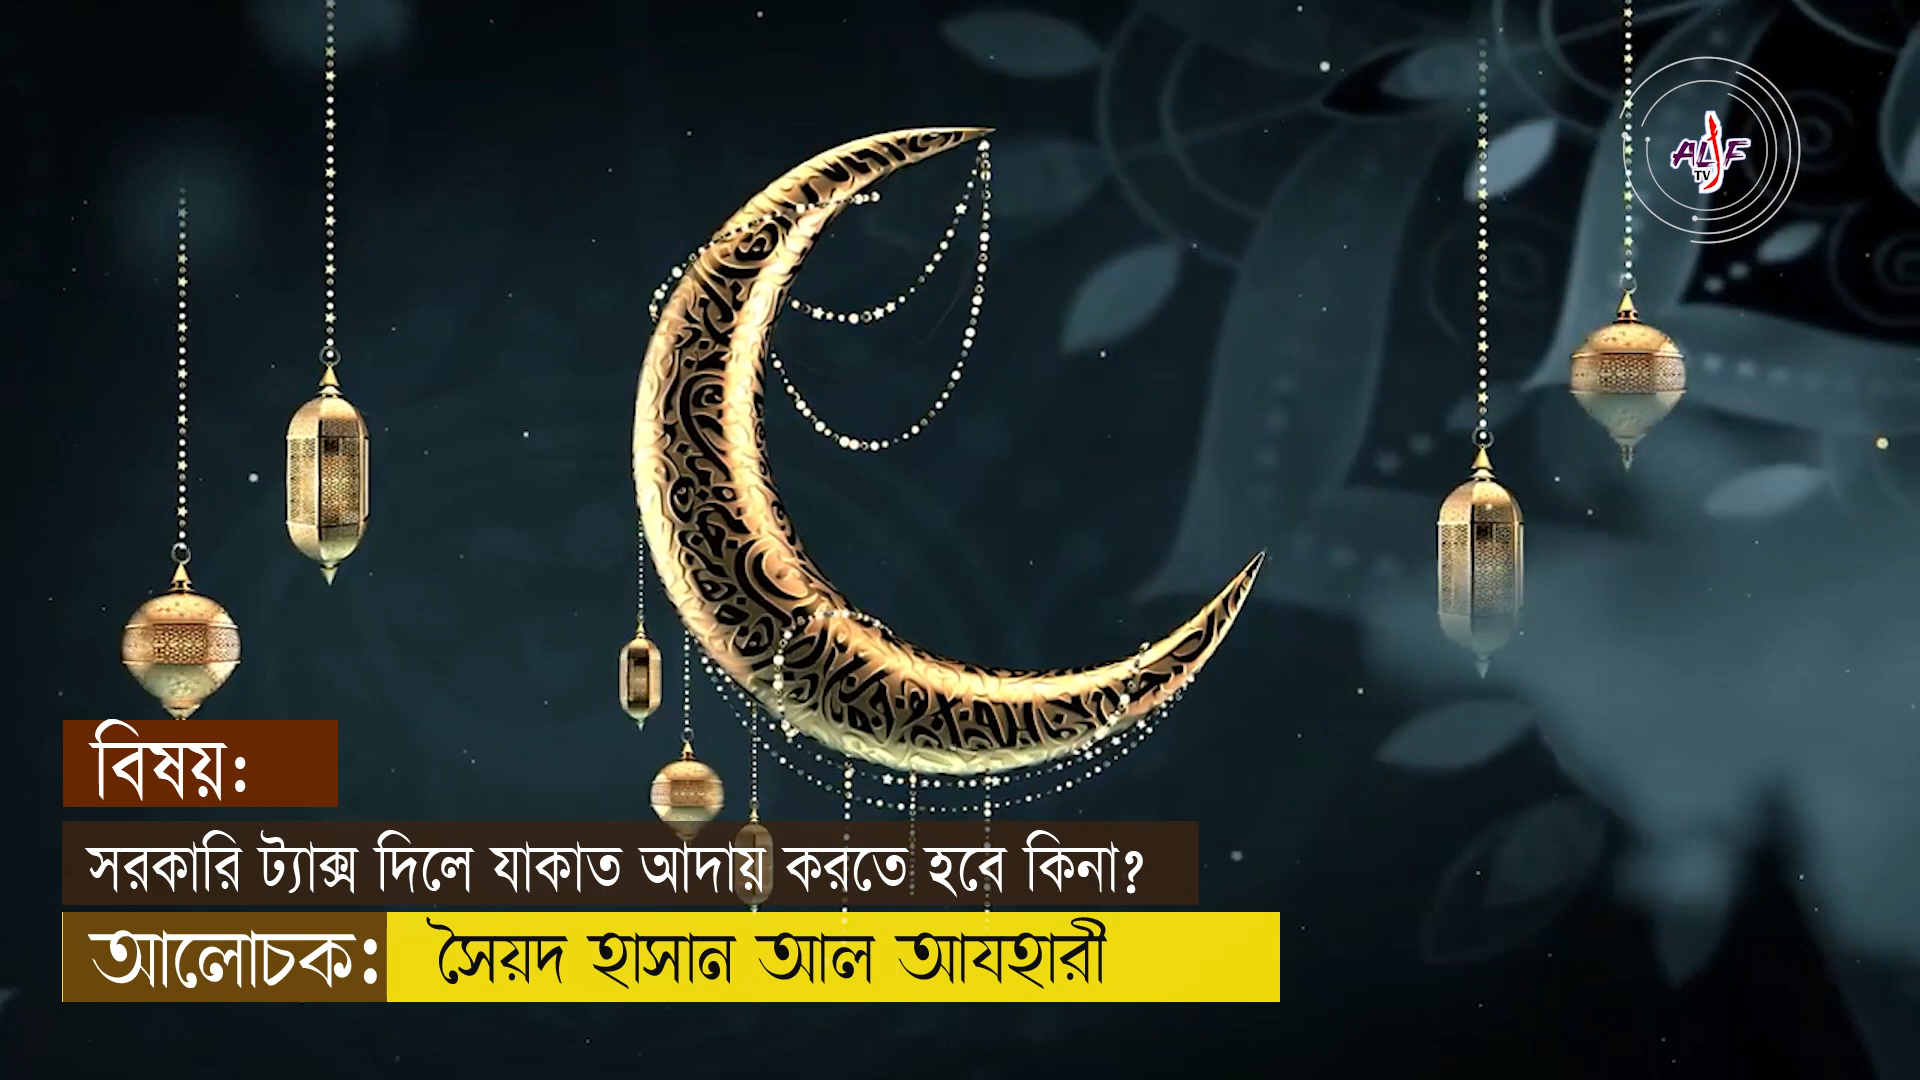 ALIF
TV
বিষয়:
সরকারি ট্যাক্স দিলে যাকাত আদায় করতে হবে কিনা?
আলোচক: সৈয়দ হাসান আল আযহারী